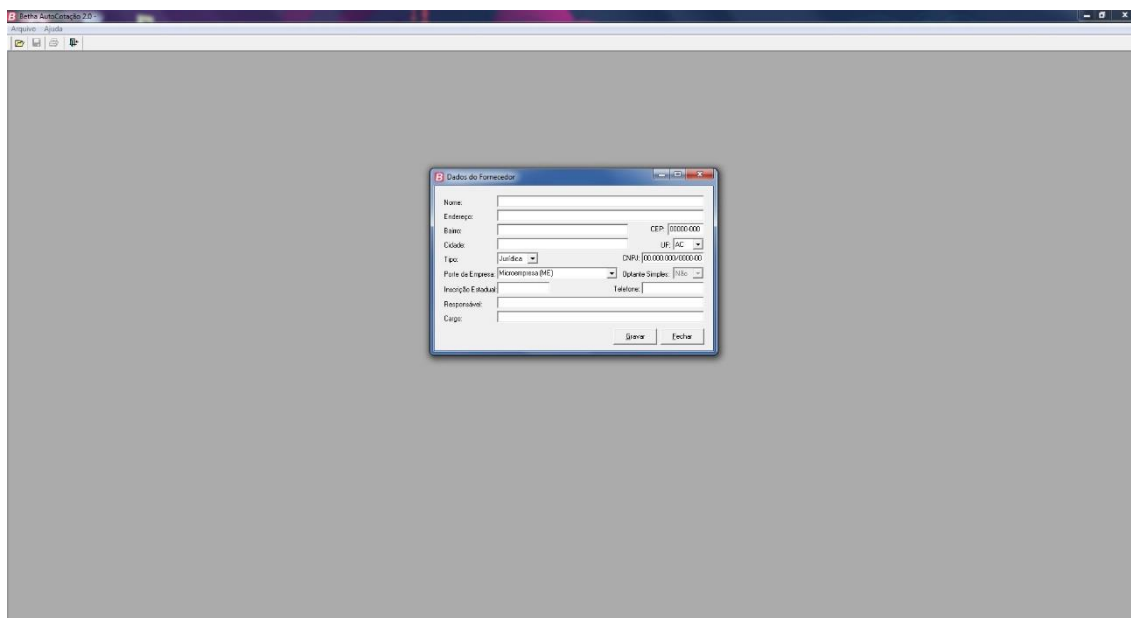 Betha AutoCotação 2.0 -
Arquivo Ajuda
Dados do Fornecedor
Nome:
Endereço:
Bairro: CEP: 00000-000
Cidade: UF: AC
Tipo: Jurídica CNPJ: 00.000.000/0000-00
Porte da Empresa: Microempresa (ME) Optante Simples: Não
Inscrição Estadual: Telefone:
Responsável:
Cargo:
Gravar Fechar